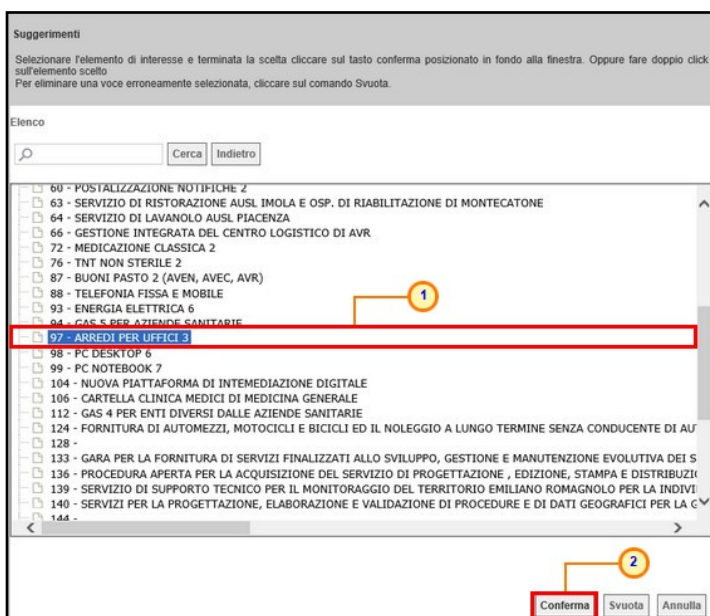 Suggerimenti
Selezionare l'elemento di interesse e terminata la scelta cliccare sul tasto conferma posizionato in fondo alla finestra. Oppure fare doppio click
sull'elemento scelto
Per eliminare una voce erroneamente selezionata, cliccare sul comando Svuota.
Elenco
Cerca Indietro
60 - POSTALIZZAZIONE NOTIFICHE 2
63 - SERVIZIO DI RISTORAZIONE AUSL IMOLA E OSP. DI RIABILITAZIONE DI MONTECATONE
64 - SERVIZIO DI LAVANOLO AUSL PIACENZA
66 - GESTIONE INTEGRATA DEL CENTRO LOGISTICO DI AVR
72 - MEDICAZIONE CLASSICA 2
76 - TNT NON STERILE 2
87 - BUONI PASTO 2 (AVEN, AVEC, AVR)
88 - TELEFONIA FISSA E MOBILE
1
93 - ENERGIA ELETTRICA 6
94 - GAS 5 PER AZIENDE SANITARIE
97 - ARREDI PER UFFICI 3
98 - PC DESKTOP 6
99 - PC NOTEBOOK 7
104 - NUOVA PIATTAFORMA DI INTEMEDIAZIONE DIGITALE
106 - CARTELLA CLINICA MEDICI DI MEDICINA GENERALE
112 - GAS 4 PER ENTI DIVERSI DALLE AZIENDE SANITARIE
124 - FORNITURA DI AUTOMEZZI, MOTOCICLI E BICICLI ED IL NOLEGGIO A LUNGO TERMINE SENZA CONDUCENTE DI AU
128 -
133 - GARA PER LA FORNITURA DI SERVIZI FINALIZZATI ALLO SVILUPPO, GESTIONE E MANUTENZIONE EVOLUTIVA DEI S
136 - PROCEDURA APERTA PER LA ACQUISIZIONE DEL SERVIZIO DI PROGETTAZIONE , EDIZIONE, STAMPA E DISTRIBUZI
139 - SERVIZIO DI SUPPORTO TECNICO PER IL MONITORAGGIO DEL TERRITORIO EMILIANO ROMAGNOLO PER LA INDIVI
140 - SERVIZI PER LA PROGETTAZIONE, ELABORAZIONE E VALIDAZIONE DI PROCEDURE E DI DATI GEOGRAFICI PER LA G
144 -
2
Conferma Svuota Annulla